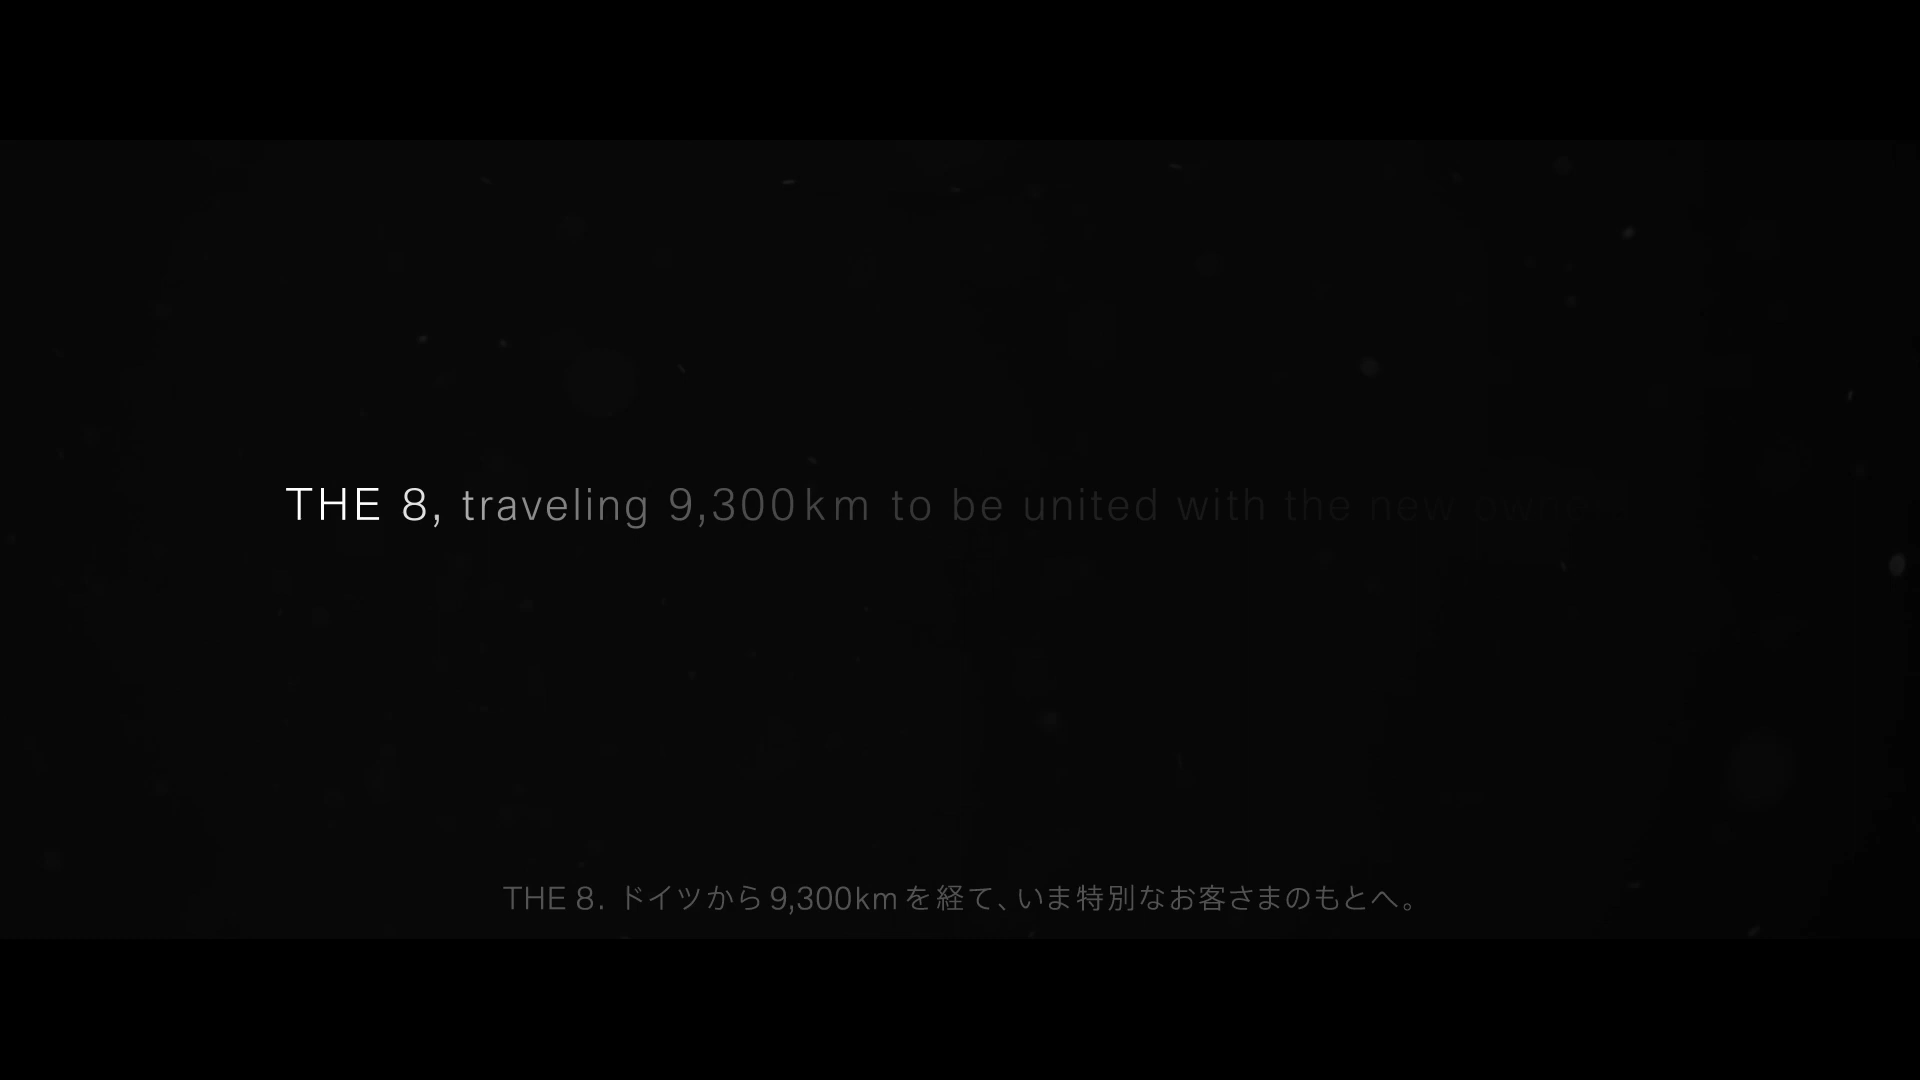 THE 8, traveling 9,300km to be united with the new owners
THE 8. ドイツから9,300kmを経て、いま特別なお客さまのもとへ。